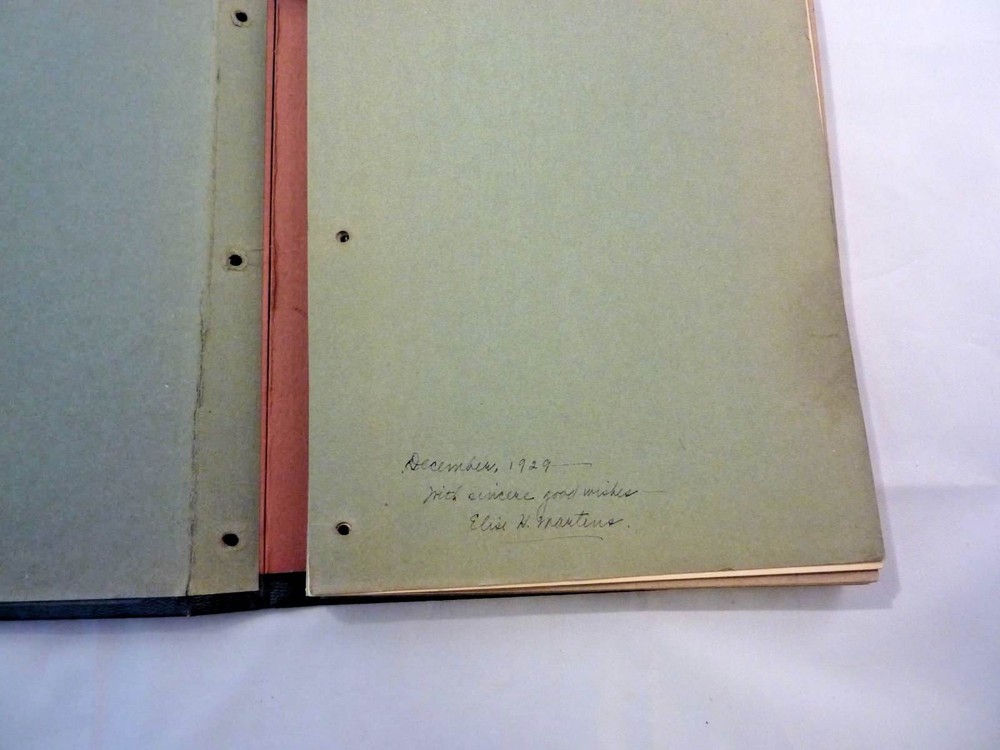 December, 1929 —
With sincere good wishes —
Elise H. Martens.